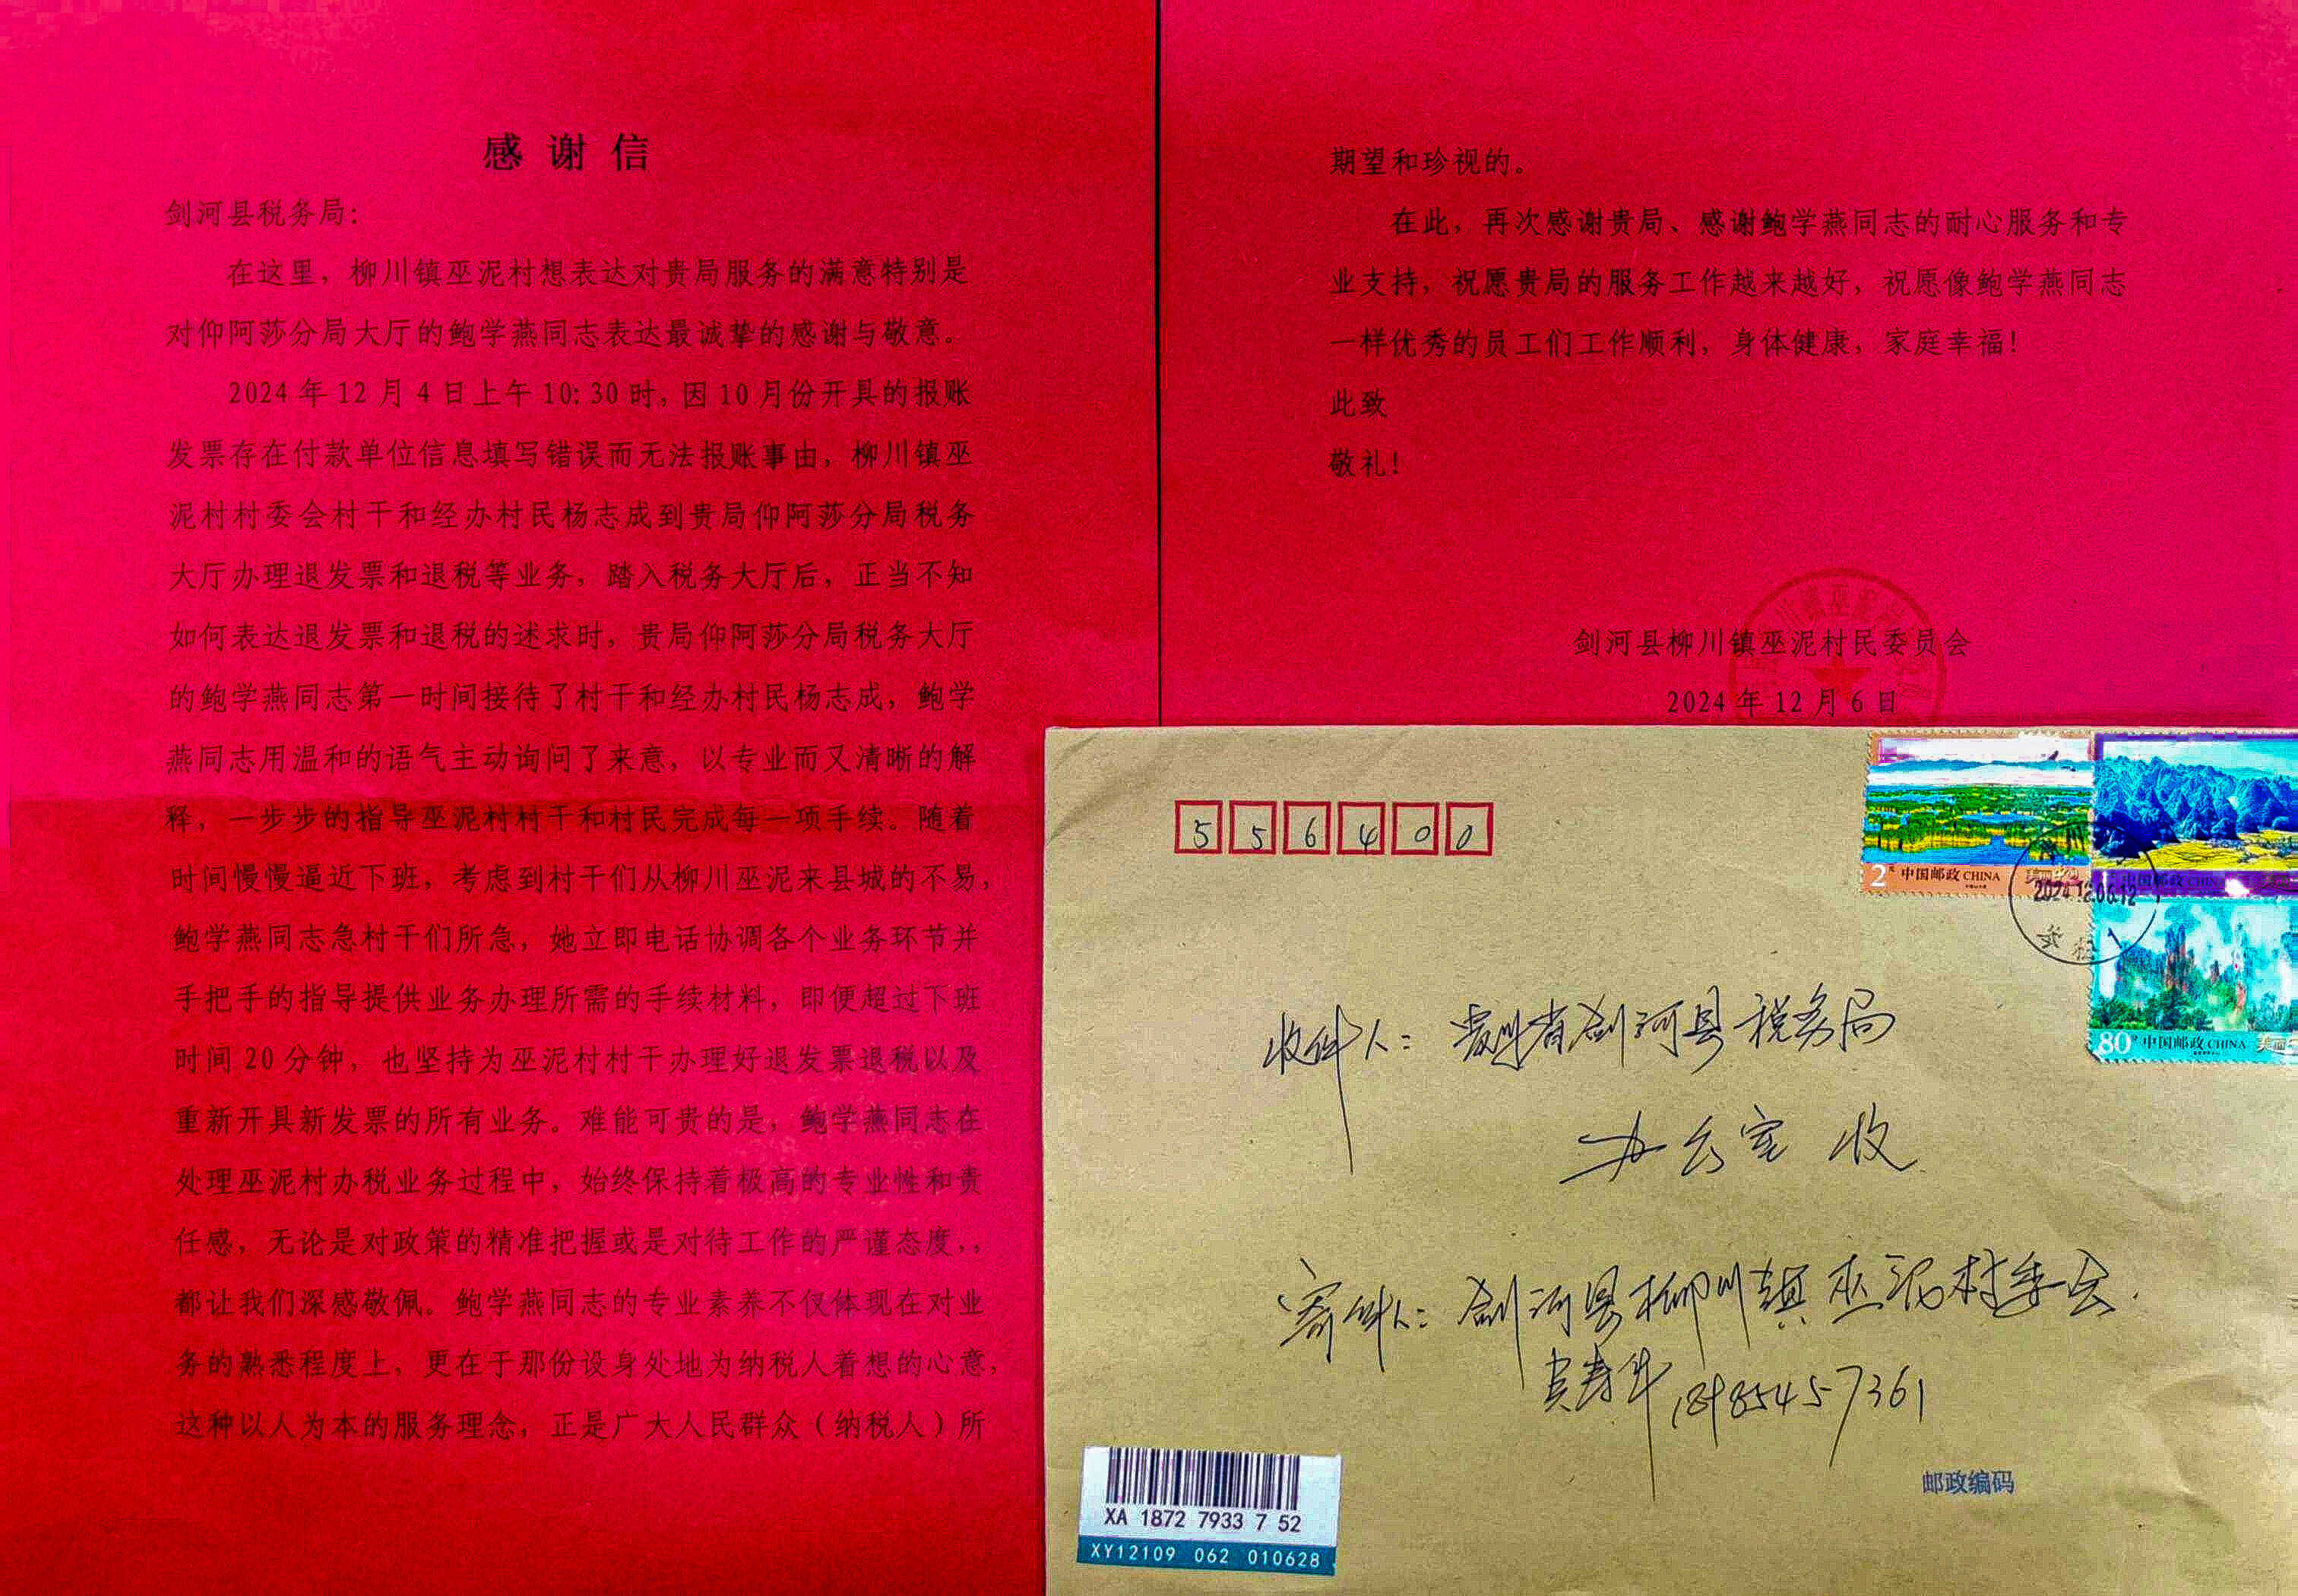 感谢信
剑河县税务局：
在这里，柳川镇巫泥村想表达对贵局服务的满意特别是
对仰阿莎分局大厅的鲍学燕同志表达最诚挚的感谢与敬意。
2024年12月4日上午10:30时，因10月份开具的报账
发票存在付款单位信息填写错误而无法报账事由，柳川镇巫
泥村村委会村干和经办村民杨志成到贵局仰阿莎分局税务
大厅办理退发票和退税等业务，踏入税务大厅后，正当不知
如何表达退发票和退税的述求时，贵局仰阿莎分局税务大厅
的鲍学燕同志第一时间接待了村干和经办村民杨志成，鲍学
燕同志用温和的语气主动询问了来意，以专业而又清晰的解
释，一步步的指导巫泥村村干和村民完成每一项手续。随着
时间慢慢逼近下班，考虑到村干们从柳川巫泥来县城的不易，
鲍学燕同志急村干们所急，她立即电话协调各个业务环节并
手把手的指导提供业务办理所需的手续材料，即便超过下班
时间20分钟，也坚持为巫泥村村干办理好退发票退税以及
重新开具新发票的所有业务。难能可贵的是，鲍学燕同志在
处理巫泥村办税业务过程中，始终保持着极高的专业性和责
任感，无论是对政策的精准把握或是对待工作的严谨态度，，
都让我们深感敬佩。鲍学燕同志的专业素养不仅体现在对业
务的熟悉程度上，更在于那份设身处地为纳税人着想的心意，
这种以人为本的服务理念，正是广大人民群众（纳税人）所
期望和珍视的。
在此，再次感谢贵局、感谢鲍学燕同志的耐心服务和专
业支持，祝愿贵局的服务工作越来越好，祝愿像鲍学燕同志
一样优秀的员工们工作顺利，身体健康，家庭幸福！
此致
敬礼！
剑河县柳川镇巫泥村民委员会
2024年12月6日
556400
2元 中国邮政 CHINA
中国邮政 CHINA
2024.12.06.12
80分 中国邮政 CHINA
收件人：贵州省剑河县税务局
办公室 收
寄件人：剑河县柳川镇巫泥村委会.
18985457361
邮政编码
XA 1872 7933 7 52
XY12109 062 010628